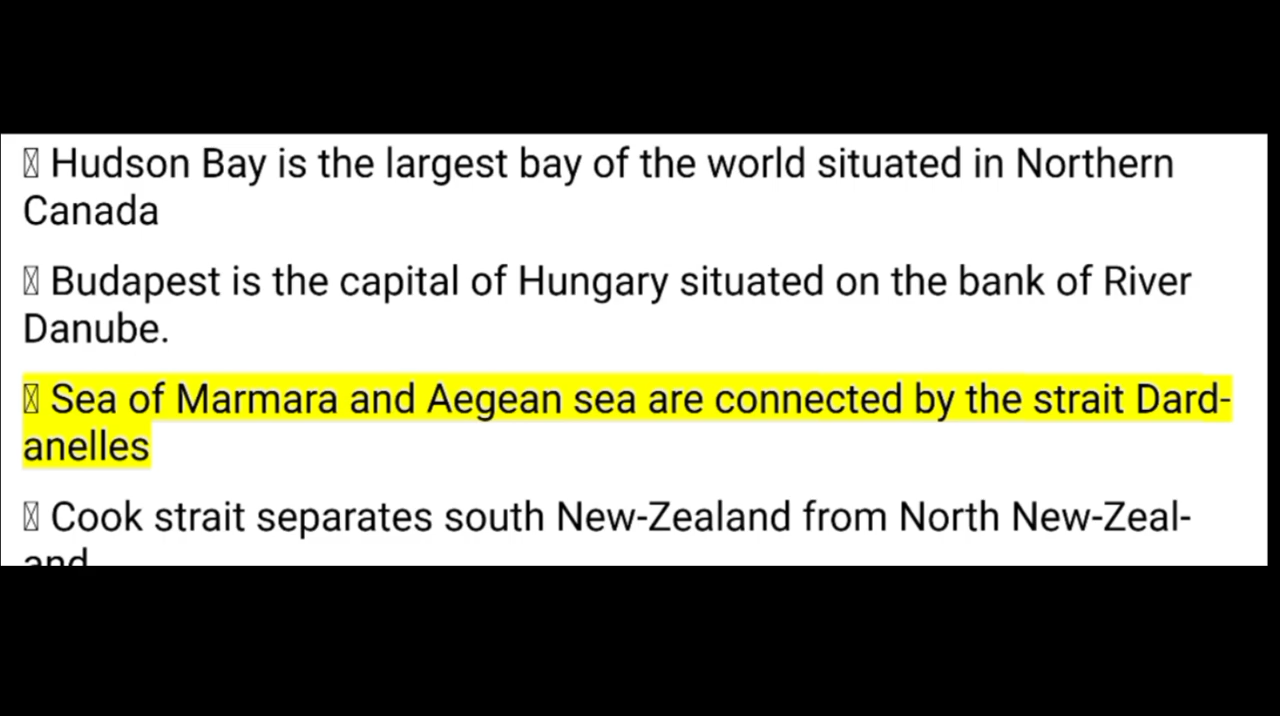 Hudson Bay is the largest bay of the world situated in Northern
Canada
Budapest is the capital of Hungary situated on the bank of River
Danube.
Sea of Marmara and Aegean sea are connected by the strait Dard-
anelles
Cook strait separates south New-Zealand from North New-Zeal-
and